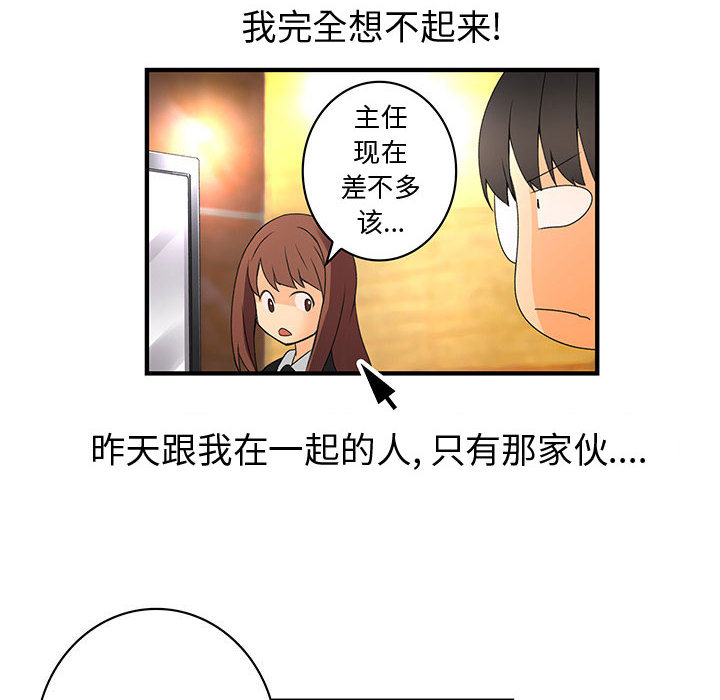 我完全想不起来!
主任
现在
差不多
该...
昨天跟我在一起的人, 只有那家伙....